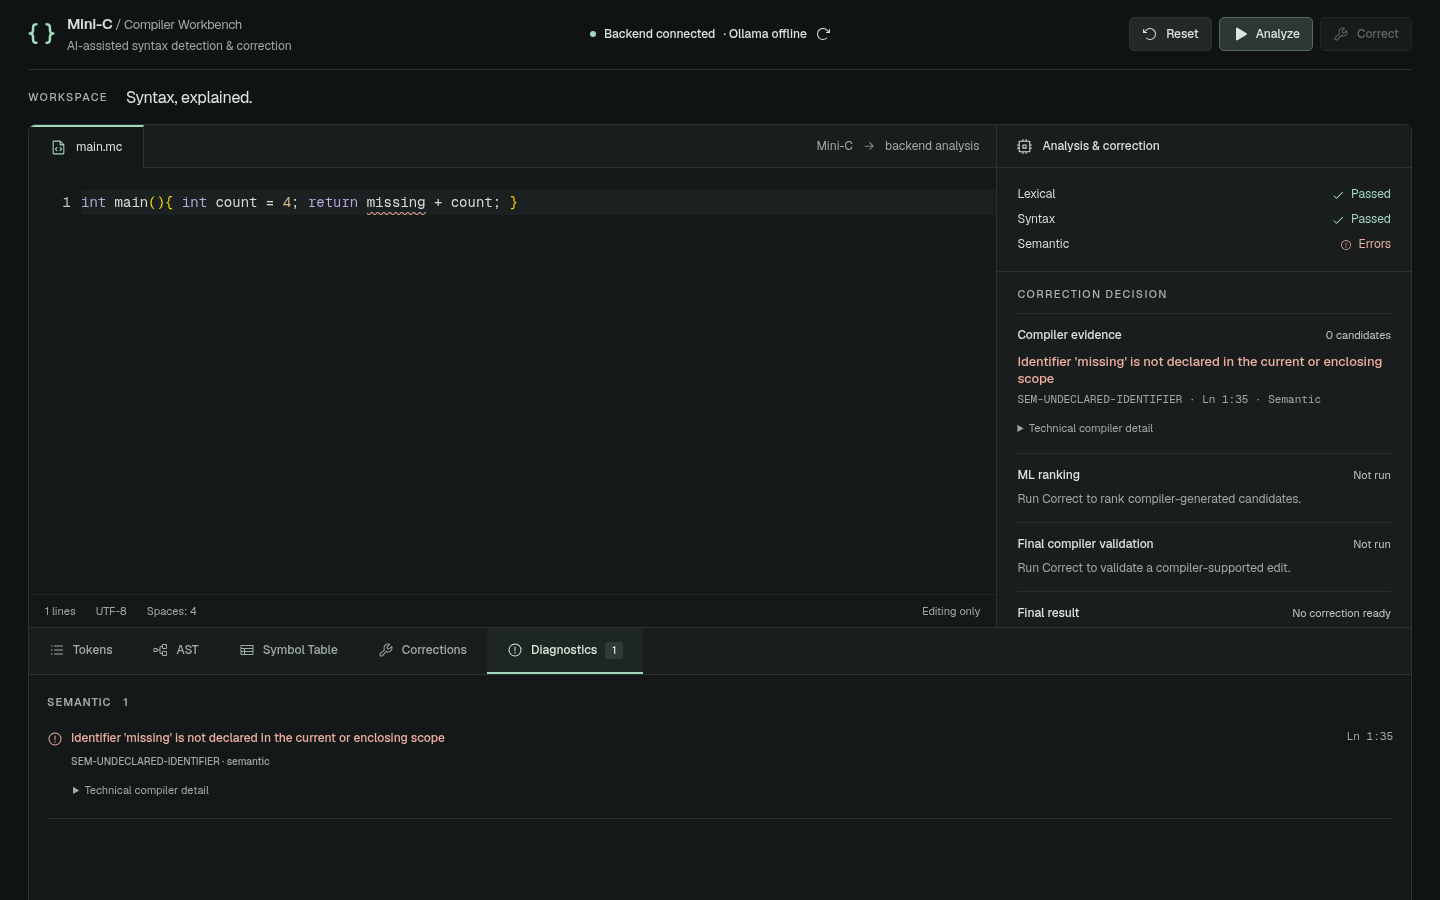 Mini-C / Compiler Workbench
AI-assisted syntax detection & correction
Backend connected · Ollama offline
Reset
Analyze
Correct
WORKSPACE Syntax, explained.
main.mc
Mini-C → backend analysis
1 int main(){ int count = 4; return missing + count; }
1 lines UTF-8 Spaces: 4
Editing only
Analysis & correction
Lexical Passed
Syntax Passed
Semantic Errors
CORRECTION DECISION
Compiler evidence 0 candidates
Identifier 'missing' is not declared in the current or enclosing
scope
SEM-UNDECLARED-IDENTIFIER · Ln 1:35 · Semantic
Technical compiler detail
ML ranking Not run
Run Correct to rank compiler-generated candidates.
Final compiler validation Not run
Run Correct to validate a compiler-supported edit.
Final result No correction ready
Tokens AST Symbol Table Corrections Diagnostics 1
SEMANTIC 1
Identifier 'missing' is not declared in the current or enclosing scope Ln 1:35
SEM-UNDECLARED-IDENTIFIER · semantic
Technical compiler detail